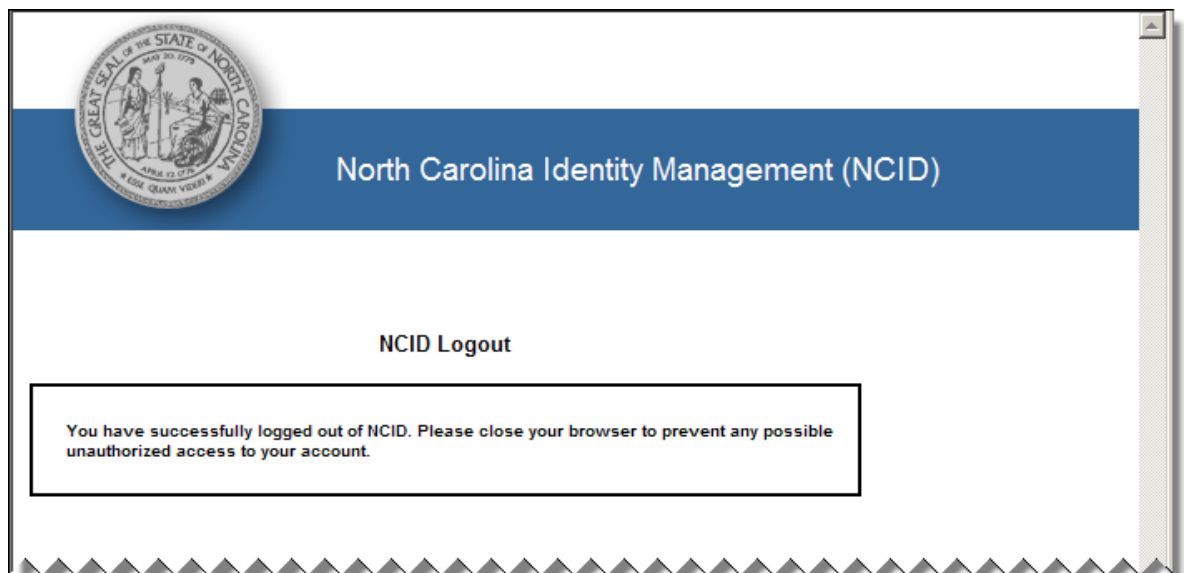 THE GREAT SEAL OF THE STATE OF NORTH CAROLINA
MAY 20, 1775
APRIL 12, 1776
ESSE QUAM VIDERI
North Carolina Identity Management (NCID)
NCID Logout
You have successfully logged out of NCID. Please close your browser to prevent any possible
unauthorized access to your account.